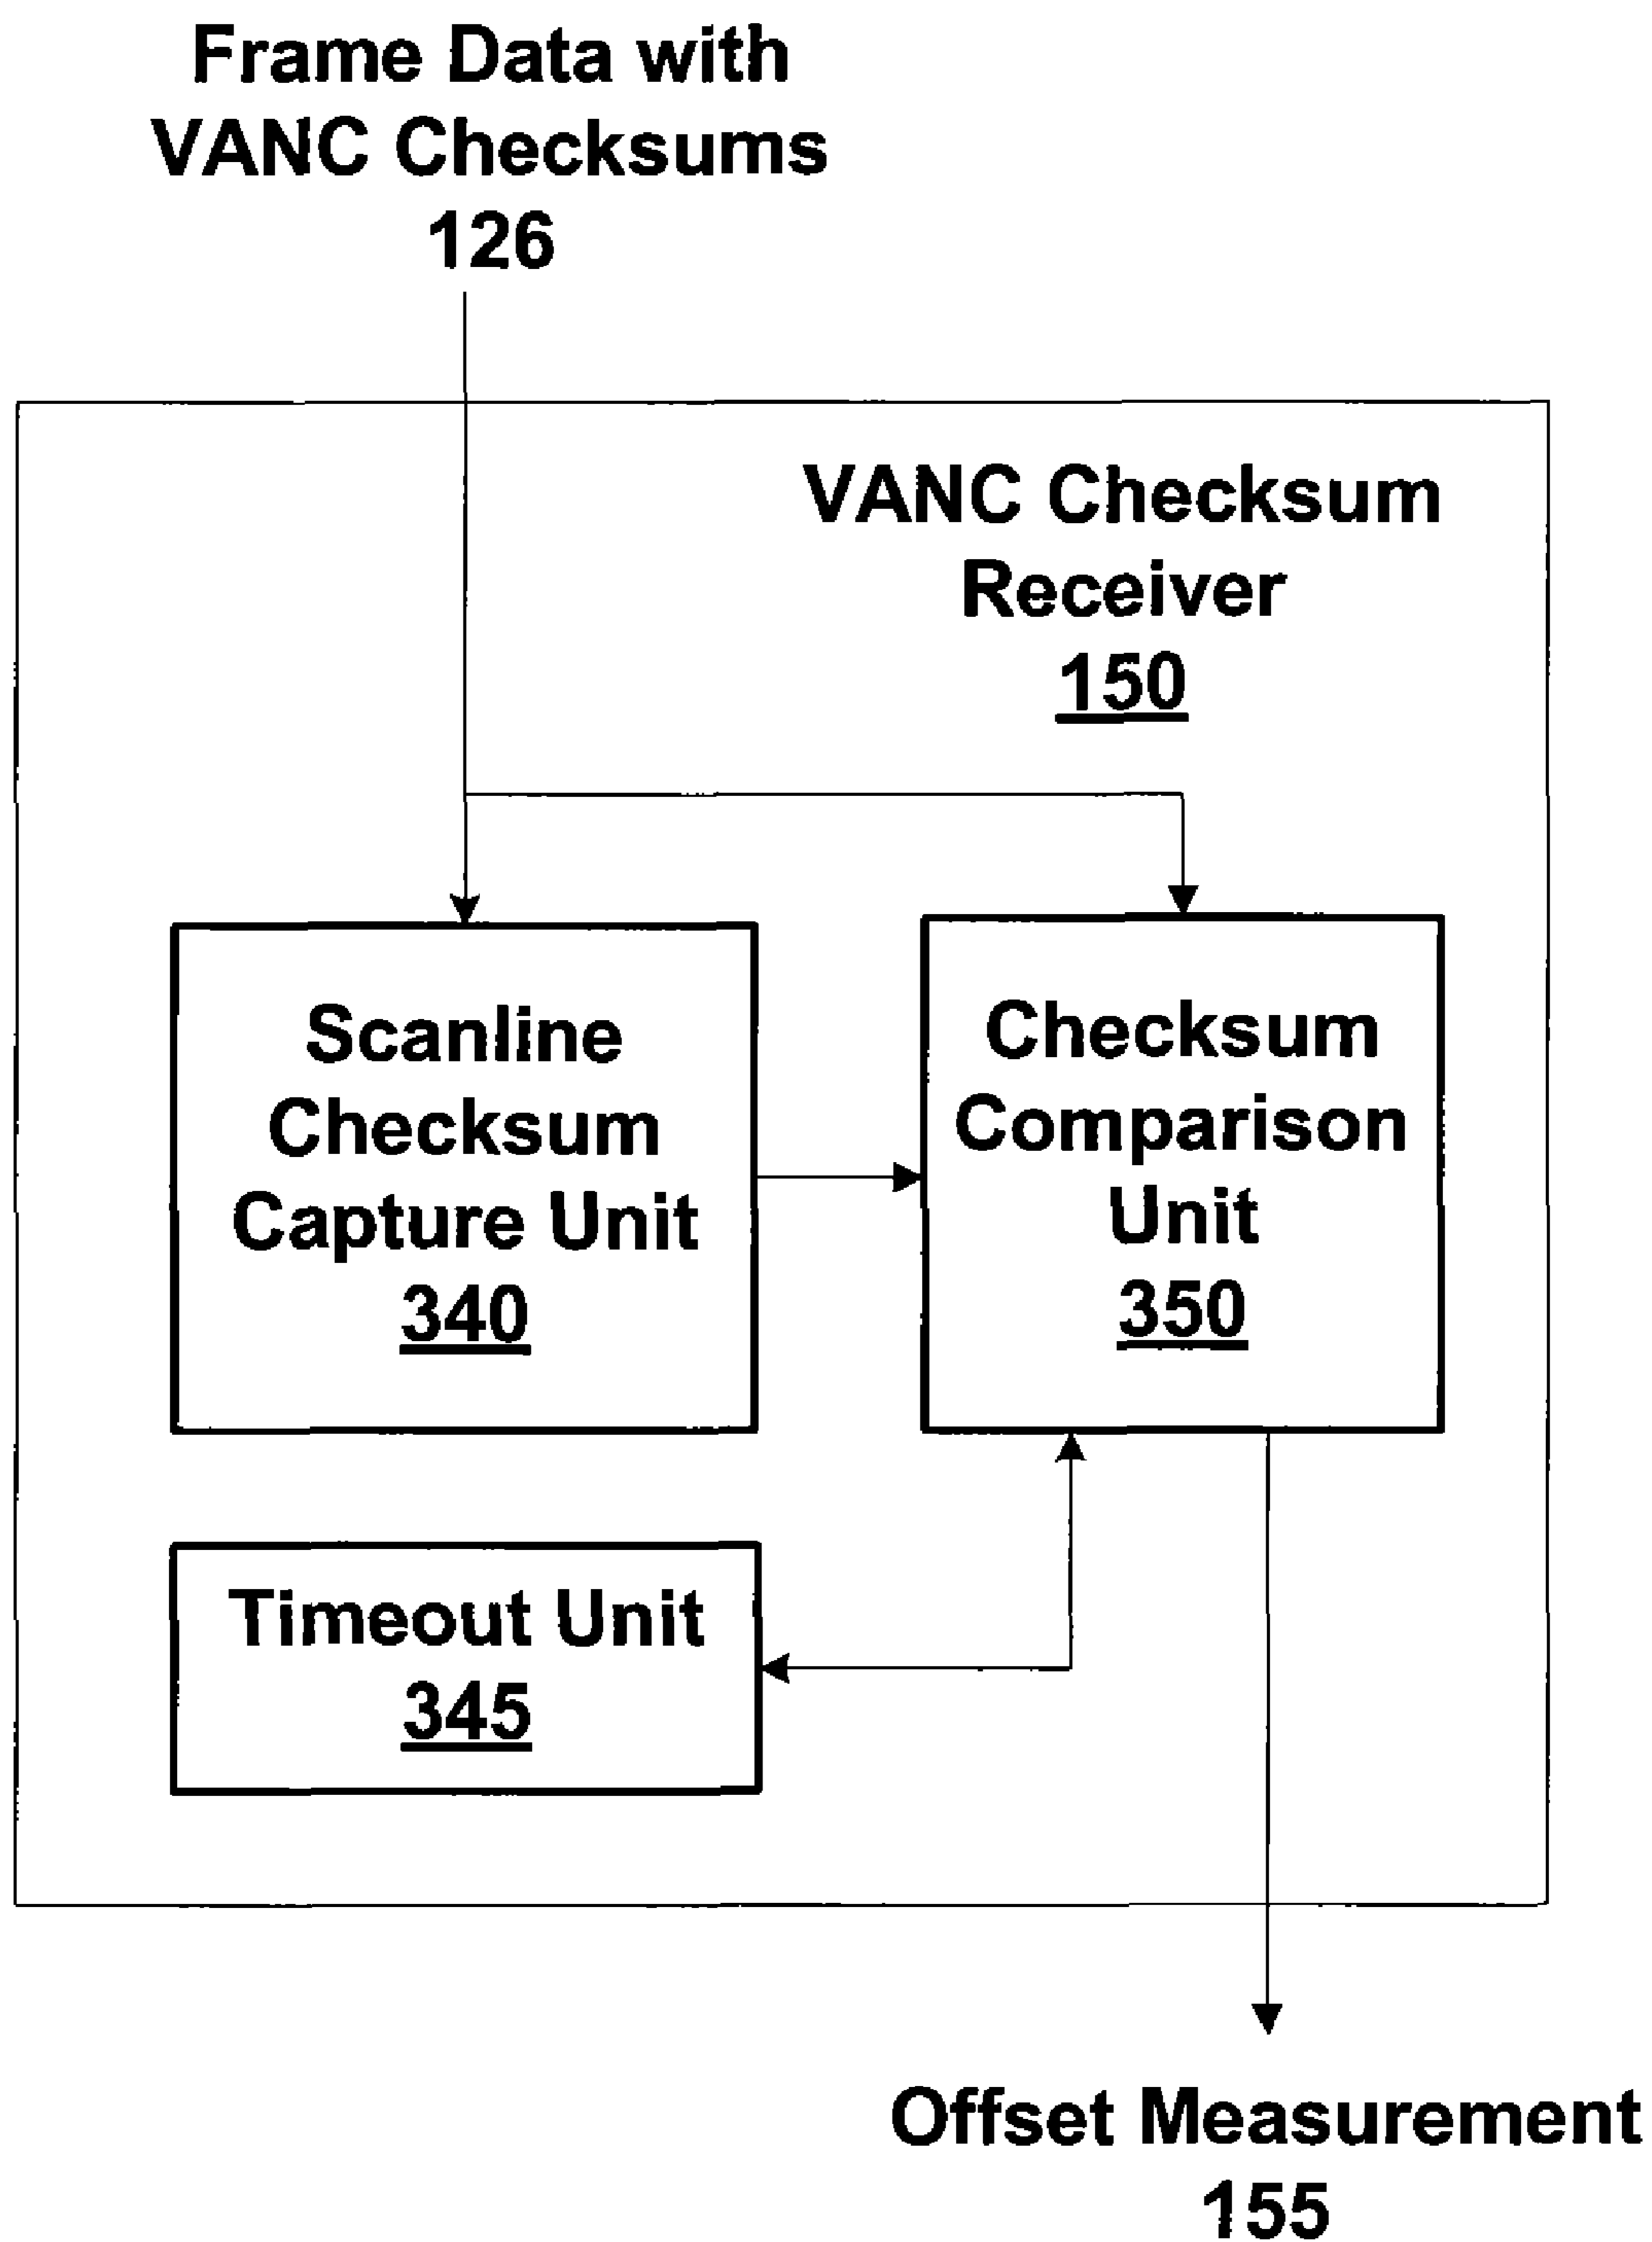 Frame Data with
VANC Checksums
126
VANC Checksum
Receiver
150
Scanline
Checksum
Capture Unit
340
Checksum
Comparison
Unit
350
Timeout Unit
345
Offset Measurement
155